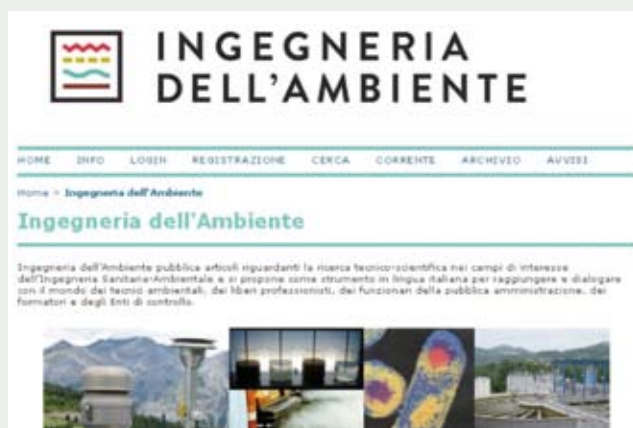 INGEGNERIA
DELL'AMBIENTE
HOME INFO LOGIN REGISTRAZIONE CERCA CORRENTE ARCHIVIO AVVISI
Home > Ingegneria dell'Ambiente
Ingegneria dell'Ambiente
Ingegneria dell'Ambiente pubblica articoli riguardanti la ricerca tecnico-scientifica nei campi di interesse
dell'Ingegneria Sanitaria-Ambientale e si propone come strumento in lingua italiana per raggiungere e dialogare
con il mondo dei tecnici ambientali, dei liberi professionisti, dei funzionari della pubblica amministrazione, dei
formatori e degli Enti di controllo.